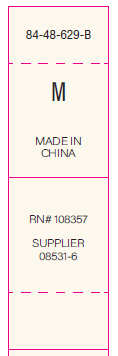 84-48-629-B
M
MADE IN
CHINA
RN# 108357
SUPPLIER
08531-6